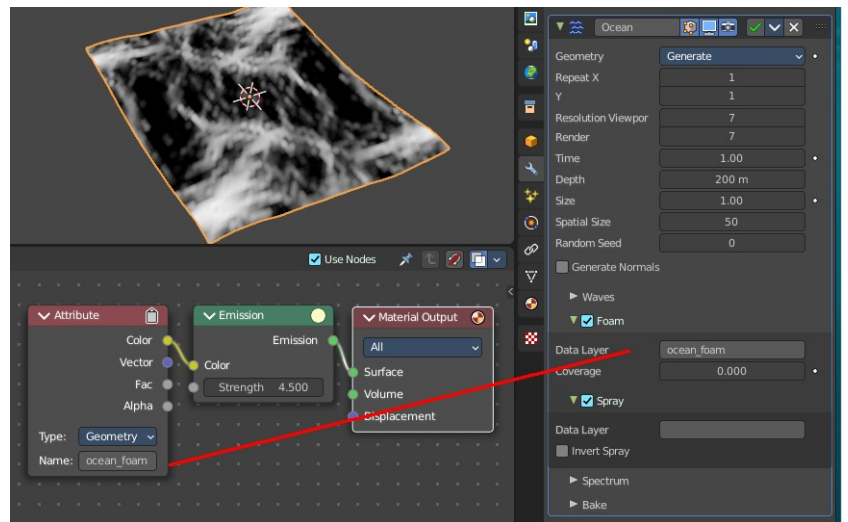 Ocean
Geometry Generate
Repeat X 1
Y 1
Resolution Viewpor 7
Render 7
Time 1.00
Depth 200 m
Size 1.00
Spatial Size 50
Random Seed 0
Generate Normals
Waves
Foam
Data Layer ocean_foam
Coverage 0.000
Spray
Data Layer
Invert Spray
Spectrum
Bake
Use Nodes
Attribute
Color
Vector
Fac
Alpha
Type: Geometry
Name: ocean_foam
Emission
Emission
Color
Strength 4.500
Material Output
All
Surface
Volume
Displacement